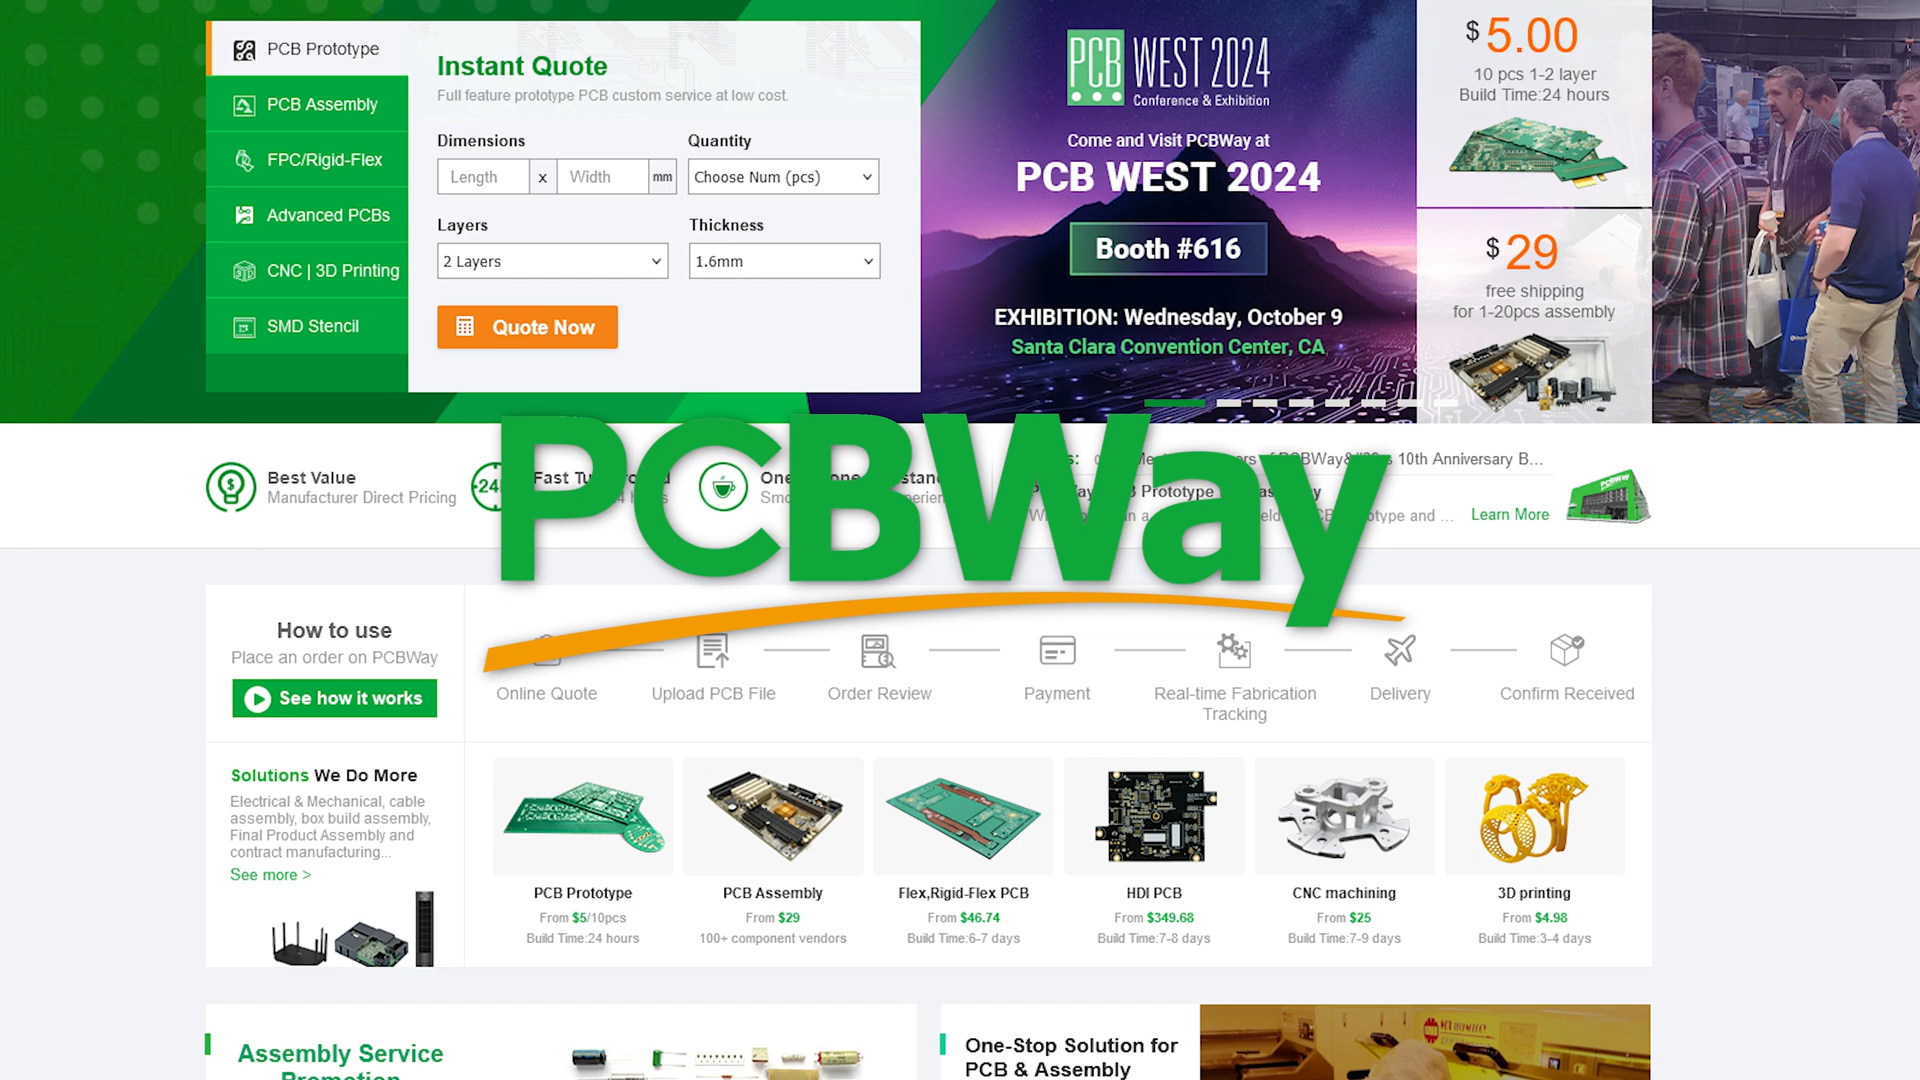 PCB Prototype
PCB Assembly
FPC/Rigid-Flex
Advanced PCBs
CNC | 3D Printing
SMD Stencil
Instant Quote
Full feature prototype PCB custom service at low cost.
Dimensions
Quantity
Length x Width mm
Choose Num (pcs)
Layers
Thickness
2 Layers
1.6mm
Quote Now
PCB WEST 2024
Conference & Exhibition
Come and Visit PCBWay at
PCB WEST 2024
Booth #616
EXHIBITION: Wednesday, October 9
Santa Clara Convention Center, CA
$5.00
10 pcs 1-2 layer
Build Time:24 hours
$29
free shipping
for 1-20pcs assembly
PCBWay
Best Value
Manufacturer Direct Pricing
24
Fast
10th Anniversary B...
Prototype
Learn More
PCBWay
How to use
Place an order on PCBWay
See how it works
Online Quote
Upload PCB File
Order Review
Payment
Real-time Fabrication
Tracking
Delivery
Confirm Received
Solutions We Do More
Electrical & Mechanical, cable
assembly, box build assembly,
Final Product Assembly and
contract manufacturing...
See more >
PCB Prototype
From $5/10pcs
Build Time:24 hours
PCB Assembly
From $29
100+ component vendors
Flex,Rigid-Flex PCB
From $46.74
Build Time:6-7 days
HDI PCB
From $349.68
Build Time:7-8 days
CNC machining
From $25
Build Time:7-9 days
3D printing
From $4.98
Build Time:3-4 days
Assembly Service
Promotion
One-Stop Solution for
PCB & Assembly